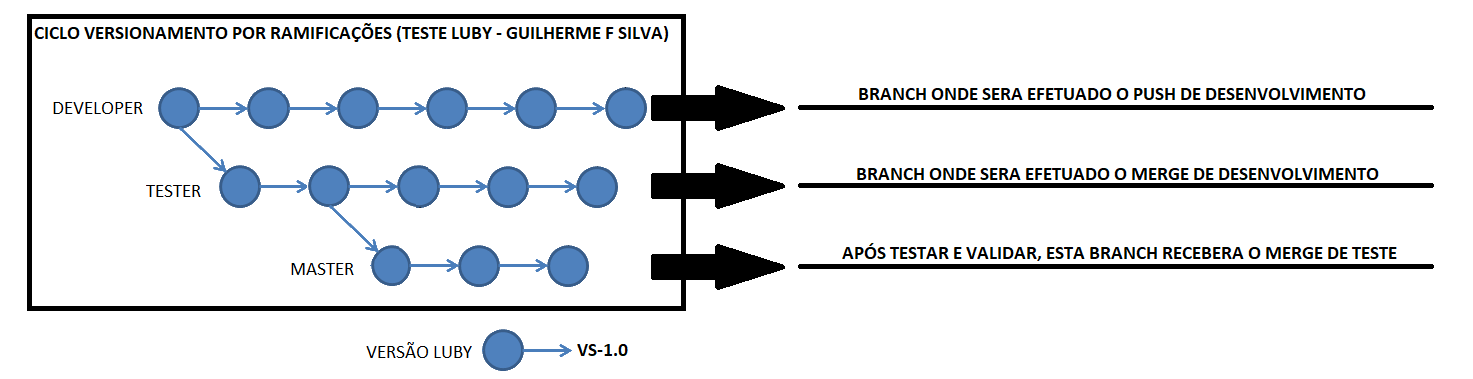 CICLO VERSIONAMENTO POR RAMIFICAÇÕES (TESTE LUBY - GUILHERME F SILVA)
DEVELOPER
BRANCH ONDE SERA EFETUADO O PUSH DE DESENVOLVIMENTO
TESTER
BRANCH ONDE SERA EFETUADO O MERGE DE DESENVOLVIMENTO
MASTER
APÓS TESTAR E VALIDAR, ESTA BRANCH RECEBERA O MERGE DE TESTE
VERSÃO LUBY
VS-1.0